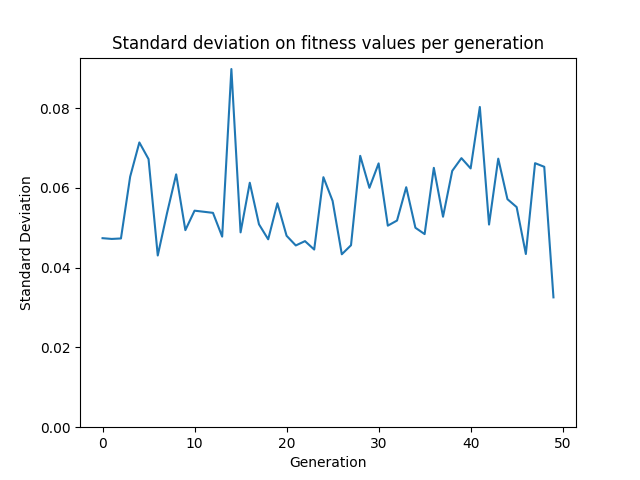 Standard deviation on fitness values per generation
0.08
0.06
0.04
0.02
0.00
Standard Deviation
0 10 20 30 40 50
Generation